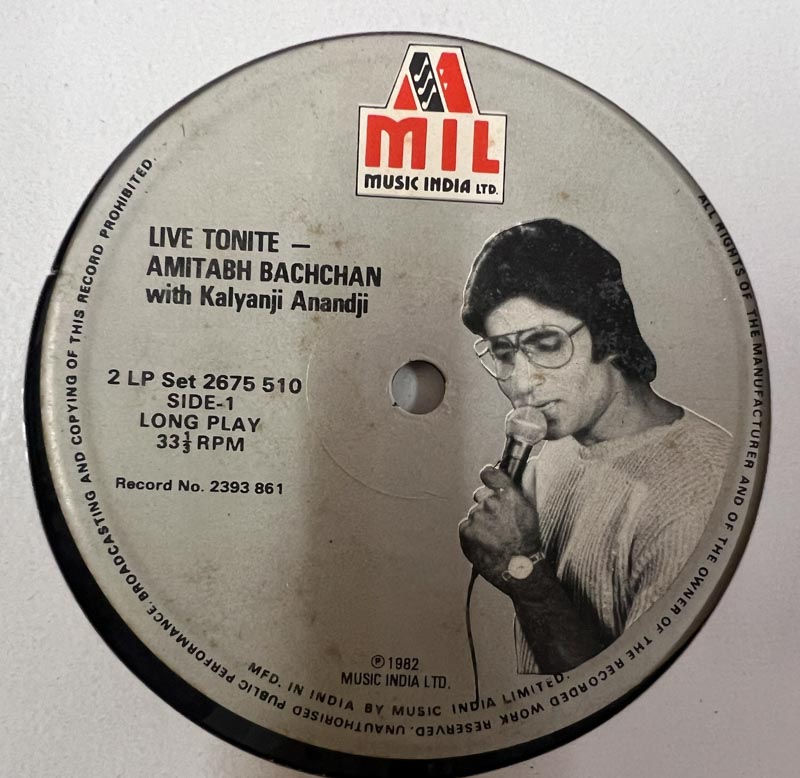 MIL
MUSIC INDIA LTD.
LIVE TONITE –
AMITABH BACHCHAN
with Kalyanji Anandji
2 LP Set 2675 510
SIDE-1
LONG PLAY
33⅓ RPM
Record No. 2393 861
℗ 1982
MUSIC INDIA LTD.
MFD. IN INDIA BY MUSIC INDIA LIMITED.
ALL RIGHTS OF THE MANUFACTURER AND OF THE OWNER OF THE RECORDED WORK RESERVED. UNAUTHORISED PUBLIC PERFORMANCE, BROADCASTING AND COPYING OF THIS RECORD PROHIBITED.